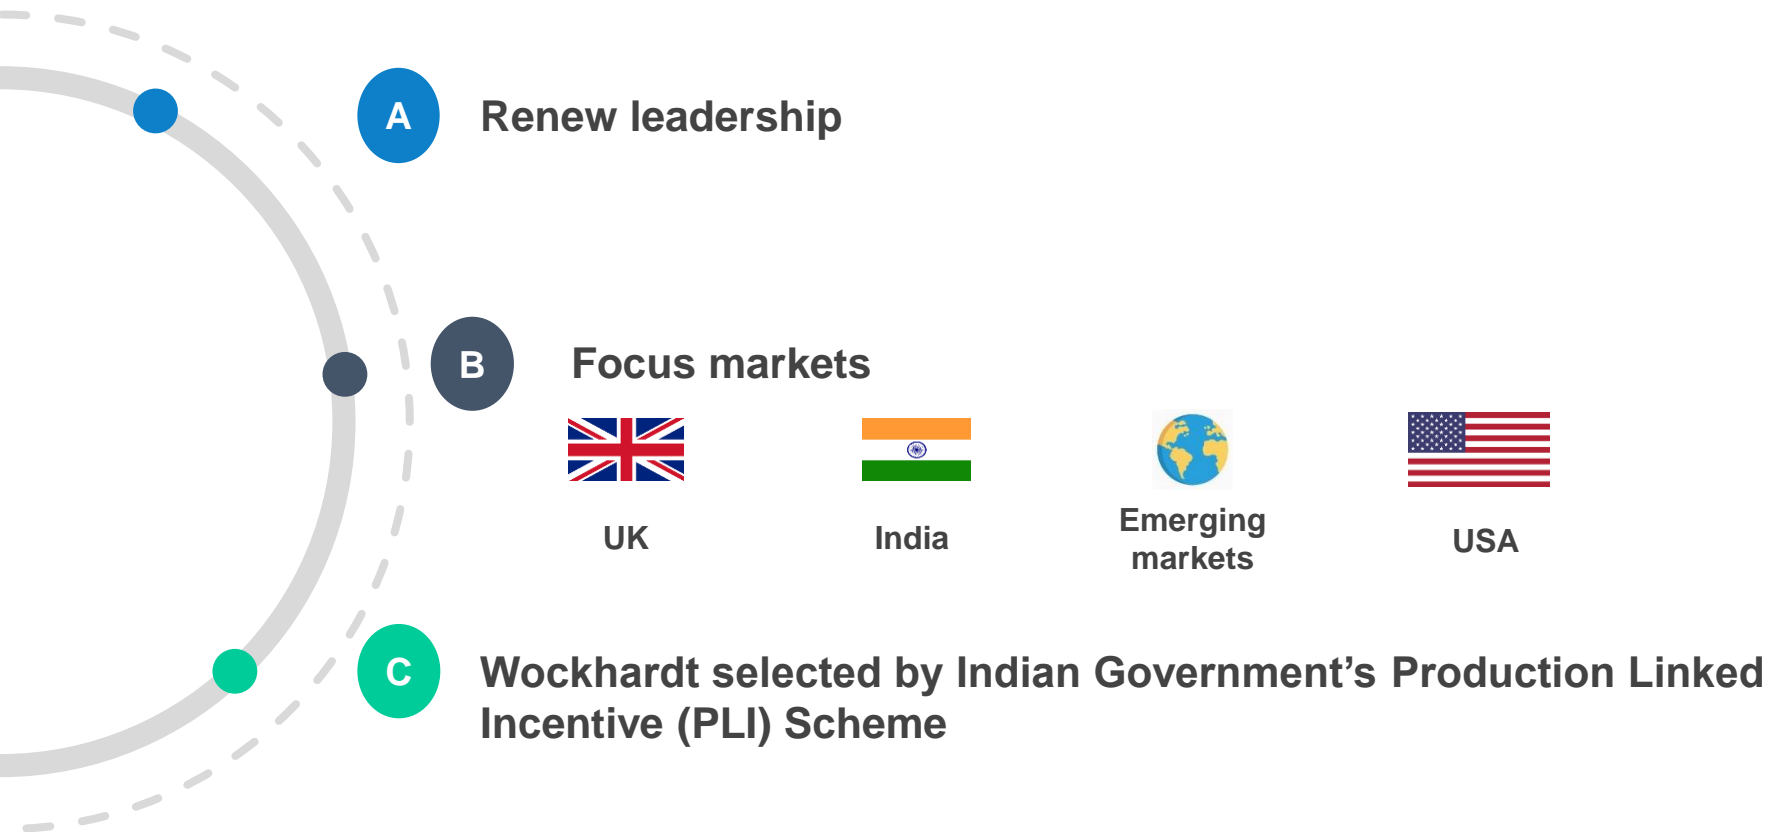 A
Renew leadership
B
Focus markets
UK
India
Emerging
markets
USA
C
Wockhardt selected by Indian Government’s Production Linked
Incentive (PLI) Scheme